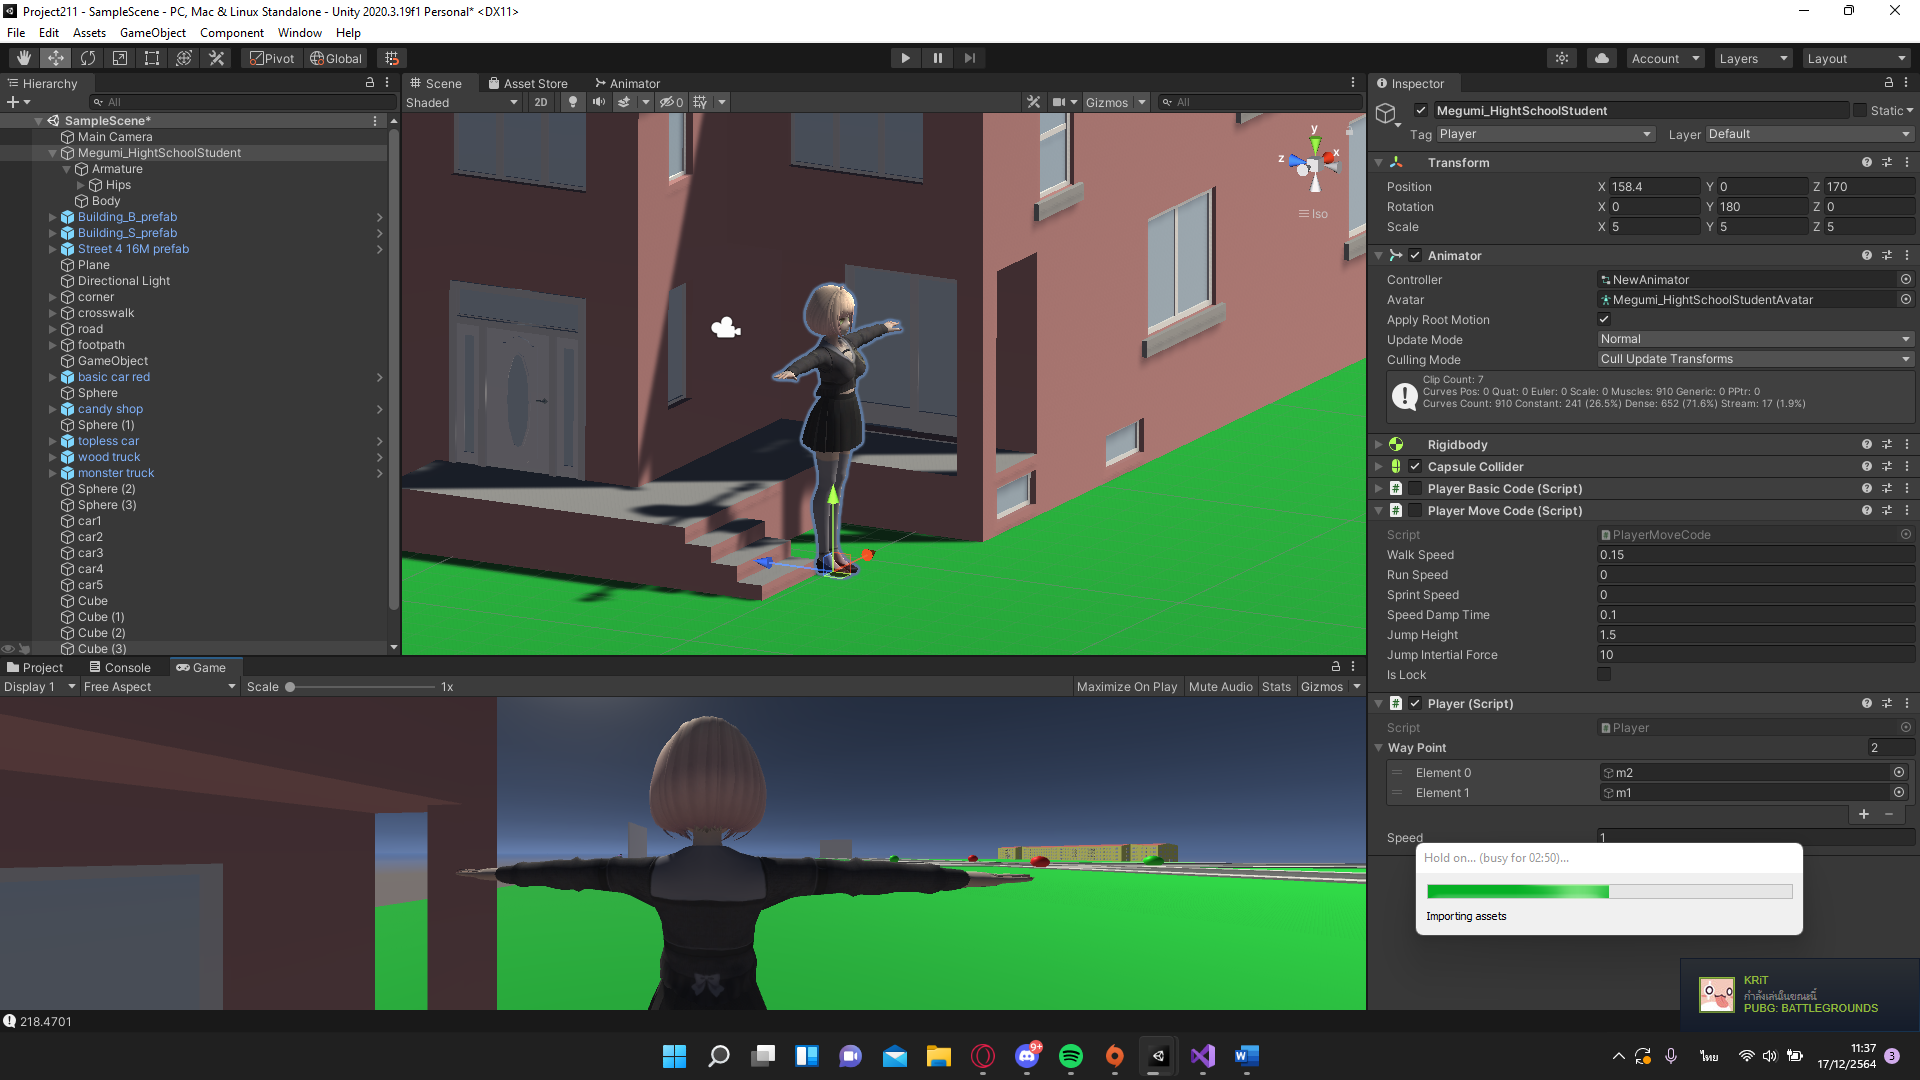 Project211 - SampleScene - PC, Mac & Linux Standalone - Unity 2020.3.19f1 Personal* <DX11>
File Edit Assets GameObject Component Window Help
Pivot Global Account Layers Layout
Hierarchy
All
SampleScene*
Main Camera
Megumi_HightSchoolStudent
Armature
Hips
Body
Building_B_prefab
Building_S_prefab
Street 4 16M prefab
Plane
Directional Light
corner
crosswalk
road
footpath
GameObject
basic car red
Sphere
candy shop
Sphere (1)
topless car
wood truck
monster truck
Sphere (2)
Sphere (3)
car1
car2
car3
car4
car5
Cube
Cube (1)
Cube (2)
Cube (3)
Scene Asset Store Animator
Shaded 2D 0 Gizmos All
y
x
z
Iso
Project Console Game
Display 1 Free Aspect Scale 1x Maximize On Play Mute Audio Stats Gizmos
Inspector
Megumi_HightSchoolStudent Static
Tag Player Layer Default
Transform
Position X 158.4 Y 0 Z 170
Rotation X 0 Y 180 Z 0
Scale X 5 Y 5 Z 5
Animator
Controller NewAnimator
Avatar Megumi_HightSchoolStudentAvatar
Apply Root Motion
Update Mode Normal
Culling Mode Cull Update Transforms
Clip Count: 7
Curves Pos: 0 Quat: 0 Euler: 0 Scale: 0 Muscles: 910 Generic: 0 PPtr: 0
Curves Count: 910 Constant: 241 (26.5%) Dense: 652 (71.6%) Stream: 17 (1.9%)
Rigidbody
Capsule Collider
Player Basic Code (Script)
Player Move Code (Script)
Script PlayerMoveCode
Walk Speed 0.15
Run Speed 0
Sprint Speed 0
Speed Damp Time 0.1
Jump Height 1.5
Jump Intertial Force 10
Is Lock
Player (Script)
Script Player
Way Point 2
Element 0 m2
Element 1 m1
Speed 1
Hold on... (busy for 02:50)...
Importing assets
KRiT
กำลังเล่นในขณะนี้
PUBG: BATTLEGROUNDS
218.4701
9+
ไทย
11:37
17/12/2564
3